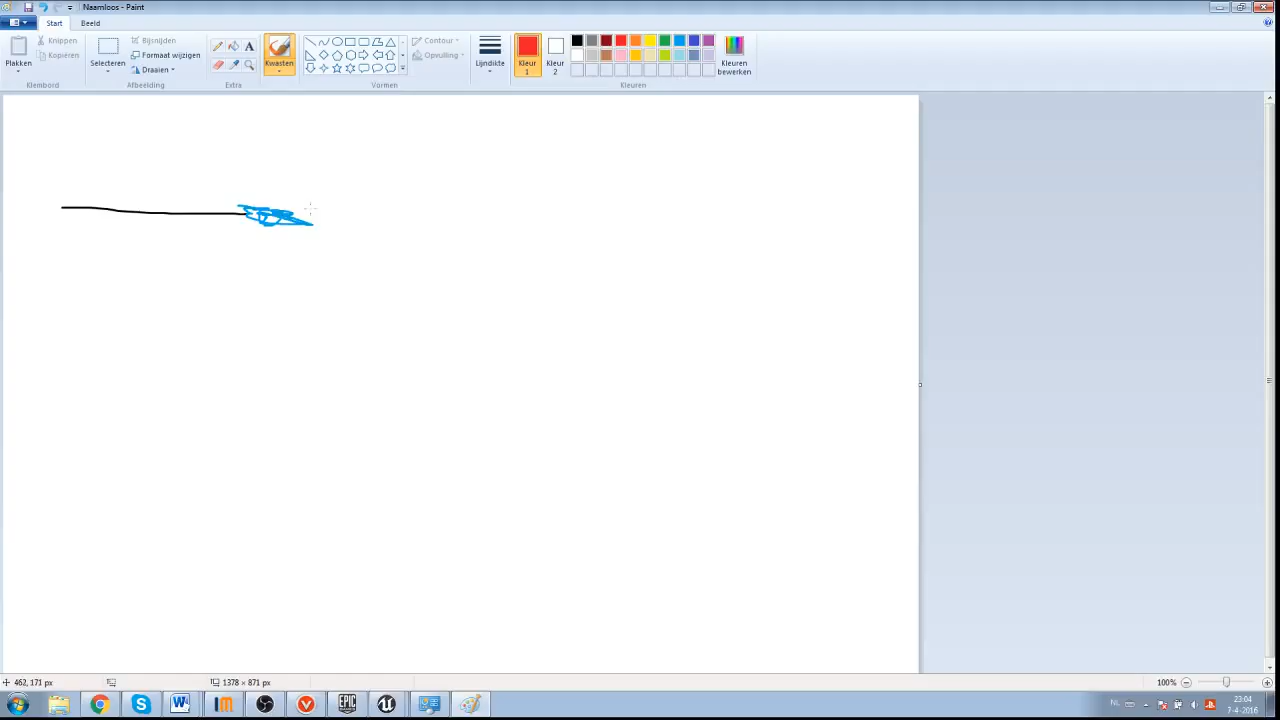 Naamloos - Paint
Start Beeld
Plakken
Knippen
Kopiëren
Klembord
Selecteren
Bijsnijden
Formaat wijzigen
Draaien
Afbeelding
A
Extra
Kwasten
Contour
Opvulling
Vormen
Lijndikte
Kleur 1
Kleur 2
Kleuren bewerken
Kleuren
462, 171 px
1378 × 871 px
100%
EPIC
NL
23:04
7-4-2016